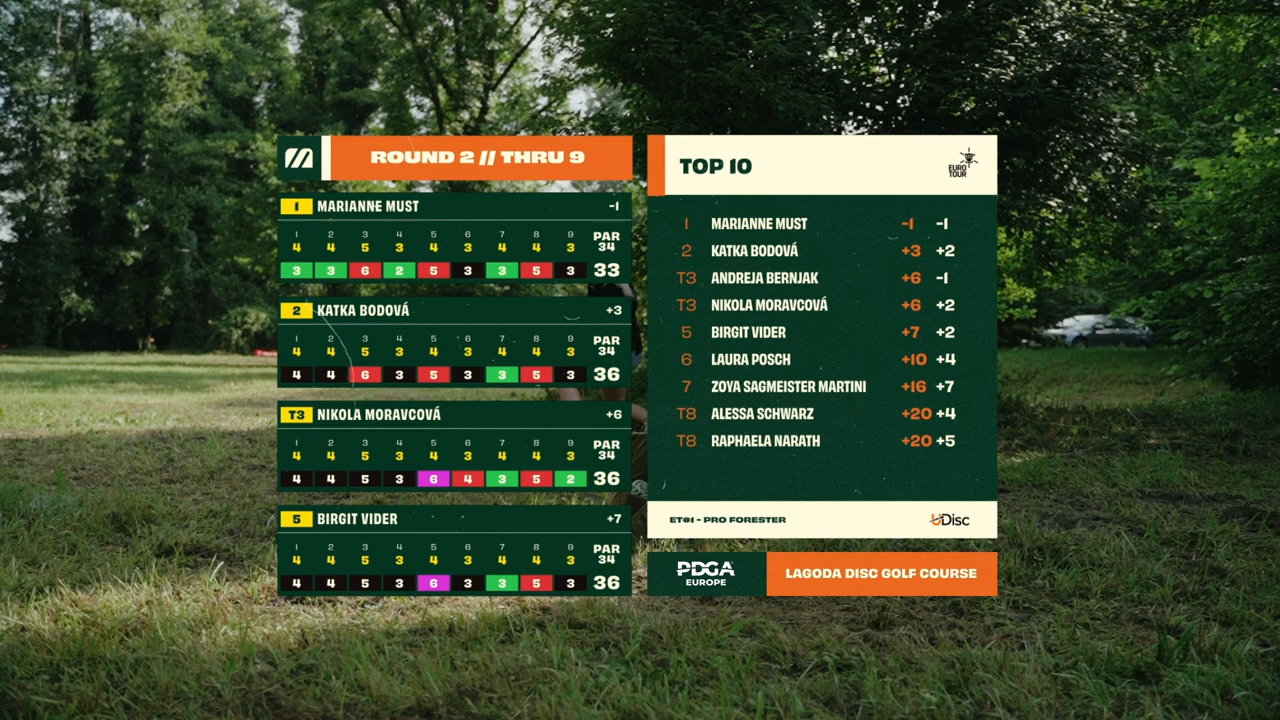 ROUND 2 // THRU 9
1 MARIANNE MUST -1
1 2 3 4 5 6 7 8 9 PAR
4 4 5 3 4 3 4 4 3 34
3 3 6 2 5 3 3 5 3 33
2 KATKA BODOVÁ +3
1 2 3 4 5 6 7 8 9 PAR
4 4 5 3 4 3 4 4 3 34
4 4 6 3 5 3 3 5 3 36
T3 NIKOLA MORAVCOVÁ +6
1 2 3 4 5 6 7 8 9 PAR
4 4 5 3 4 3 4 4 3 34
4 4 5 3 6 4 3 5 2 36
5 BIRGIT VIDER +7
1 2 3 4 5 6 7 8 9 PAR
4 4 5 3 4 3 4 4 3 34
4 4 5 3 6 3 3 5 3 36
TOP 10
EURO
TOUR
1 MARIANNE MUST -1 -1
2 KATKA BODOVÁ +3 +2
T3 ANDREJA BERNJAK +6 -1
T3 NIKOLA MORAVCOVÁ +6 +2
5 BIRGIT VIDER +7 +2
6 LAURA POSCH +10 +4
7 ZOYA SAGMEISTER MARTINI +16 +7
T8 ALESSA SCHWARZ +20 +4
T8 RAPHAELA NARATH +20 +5
ET#1 - PRO FORESTER
UDisc
PDGA
EUROPE
LAGODA DISC GOLF COURSE